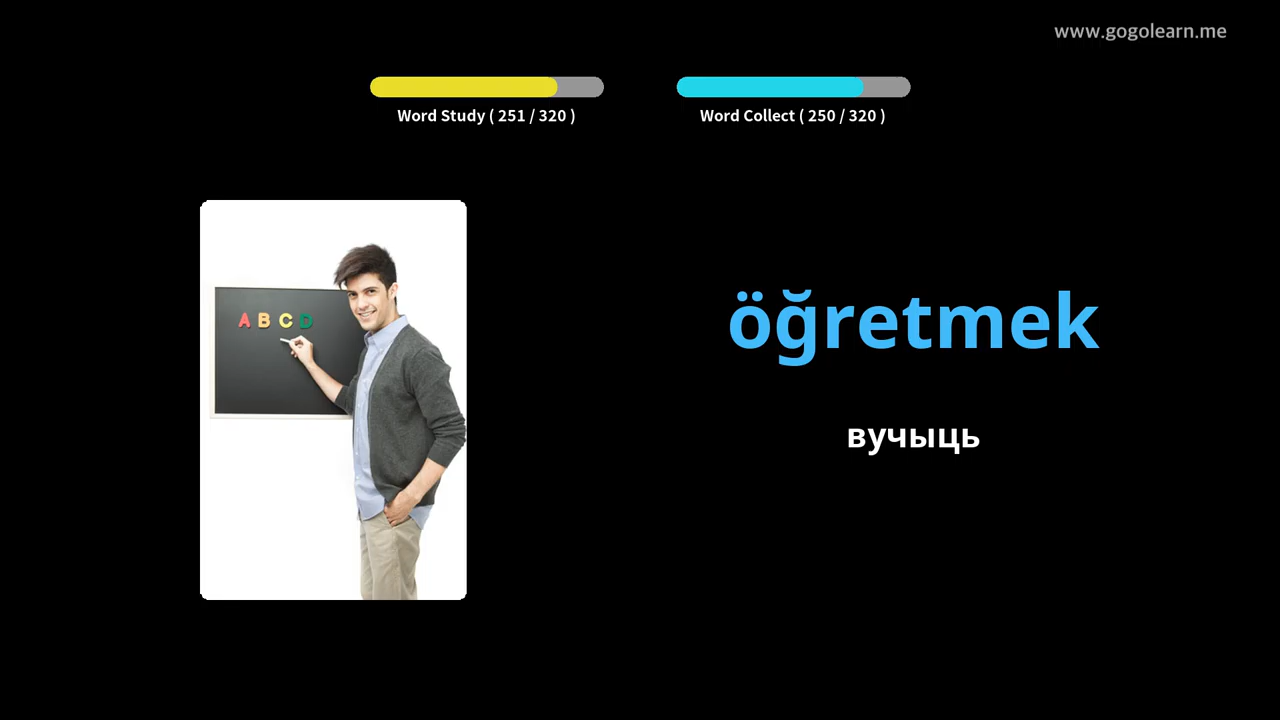 www.gogolearn.me
Word Study ( 251 / 320 )
Word Collect ( 250 / 320 )
A B C D
öğretmek
вучыць